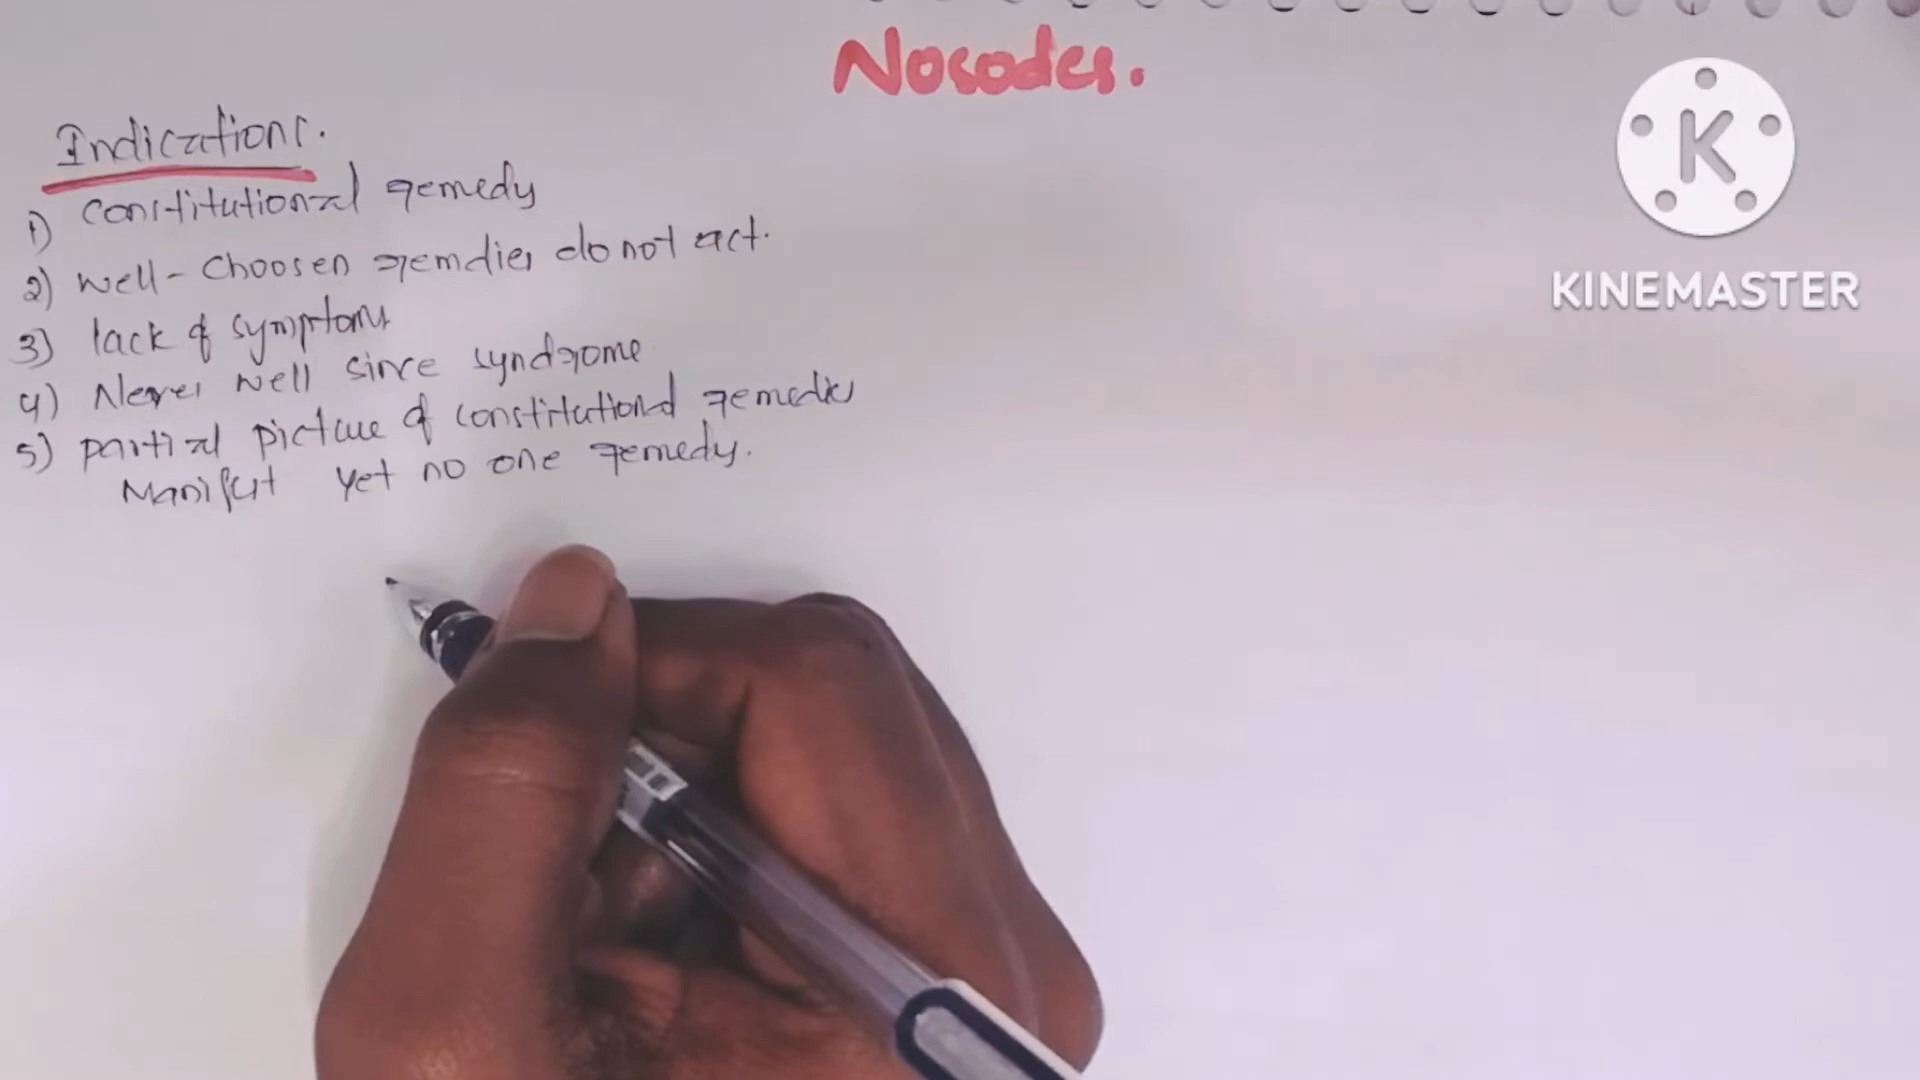 Nosodes.
Indications.
1) constitutional remedy
2) well-choosen remdies do not act.
3) lack of symptoms
4) Never well since syndrome
5) partial picture of constitutional remedies
Manifest yet no one remedy.
K
KINEMASTER